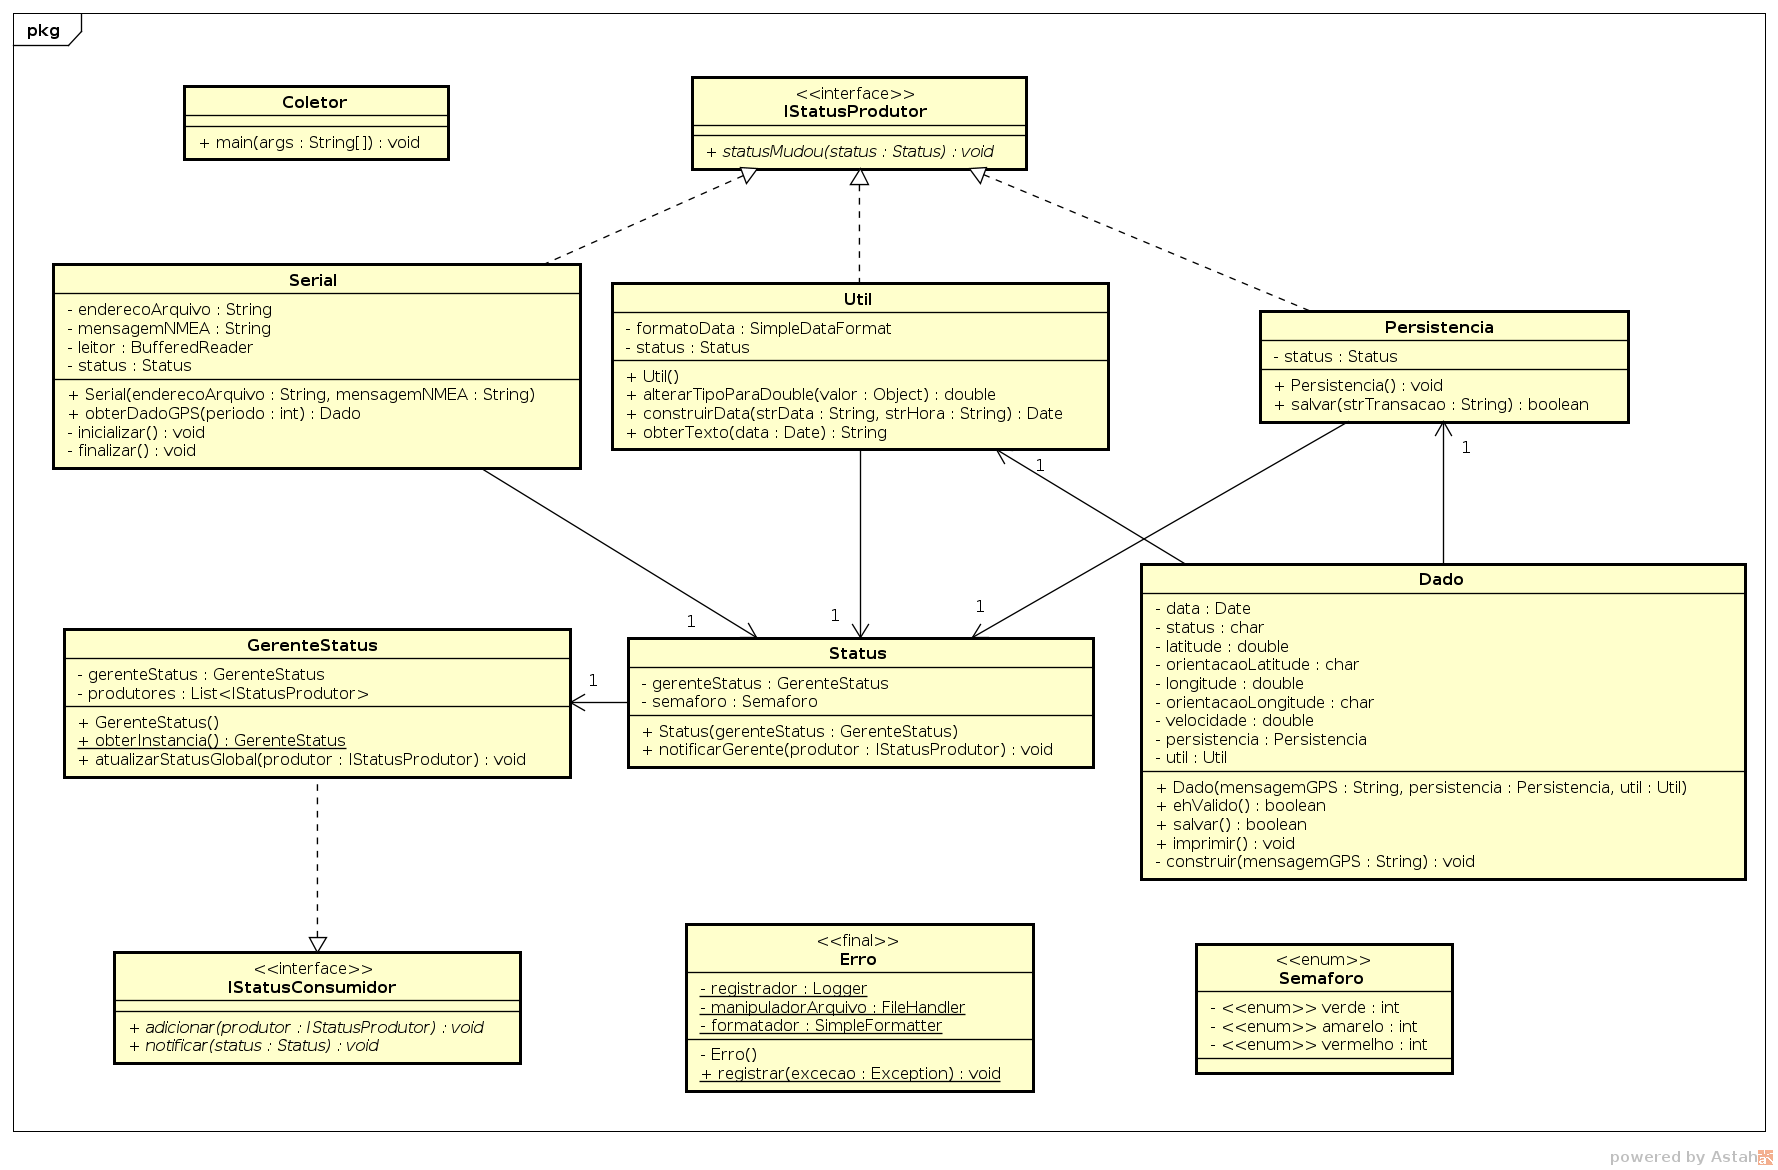 pkg
Coletor
+ main(args : String[]) : void
<<interface>>
IStatusProdutor
+ statusMudou(status : Status) : void
Serial
- enderecoArquivo : String
- mensagemNMEA : String
- leitor : BufferedReader
- status : Status
+ Serial(enderecoArquivo : String, mensagemNMEA : String)
+ obterDadoGPS(periodo : int) : Dado
- inicializar() : void
- finalizar() : void
Util
- formatoData : SimpleDataFormat
- status : Status
+ Util()
+ alterarTipoParaDouble(valor : Object) : double
+ construirData(strData : String, strHora : String) : Date
+ obterTexto(data : Date) : String
Persistencia
- status : Status
+ Persistencia() : void
+ salvar(strTransacao : String) : boolean
1
1
1
1
1
1
GerenteStatus
- gerenteStatus : GerenteStatus
- produtores : List<IStatusProdutor>
+ GerenteStatus()
+ obterInstancia() : GerenteStatus
+ atualizarStatusGlobal(produtor : IStatusProdutor) : void
Status
- gerenteStatus : GerenteStatus
- semaforo : Semaforo
+ Status(gerenteStatus : GerenteStatus)
+ notificarGerente(produtor : IStatusProdutor) : void
Dado
- data : Date
- status : char
- latitude : double
- orientacaoLatitude : char
- longitude : double
- orientacaoLongitude : char
- velocidade : double
- persistencia : Persistencia
- util : Util
+ Dado(mensagemGPS : String, persistencia : Persistencia, util : Util)
+ ehValido() : boolean
+ salvar() : boolean
+ imprimir() : void
- construir(mensagemGPS : String) : void
<<interface>>
IStatusConsumidor
+ adicionar(produtor : IStatusProdutor) : void
+ notificar(status : Status) : void
<<final>>
Erro
- registrador : Logger
- manipuladorArquivo : FileHandler
- formatador : SimpleFormatter
- Erro()
+ registrar(excecao : Exception) : void
<<enum>>
Semaforo
- <<enum>> verde : int
- <<enum>> amarelo : int
- <<enum>> vermelho : int
powered by Astah